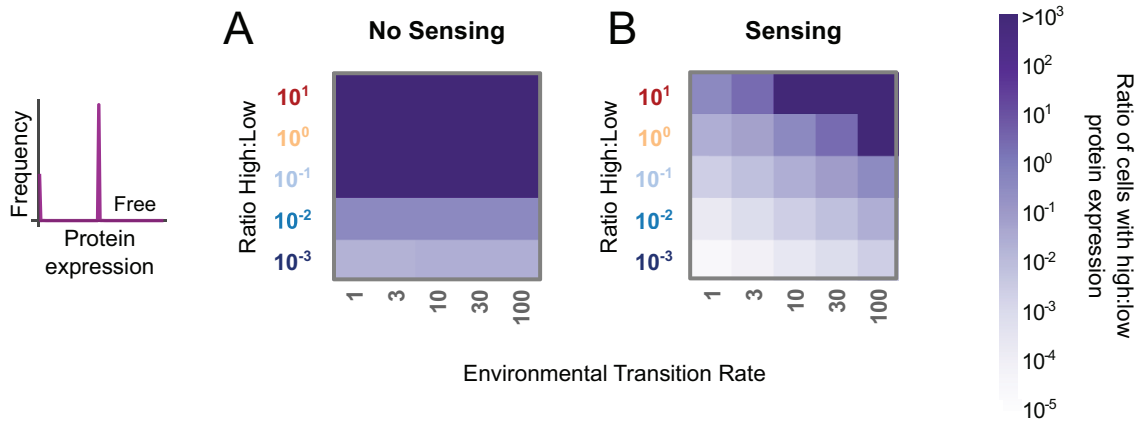 A
No Sensing
B
Sensing
Frequency
Free
Protein
expression
Ratio High:Low
10¹
10⁰
10⁻¹
10⁻²
10⁻³
1
3
10
30
100
Ratio High:Low
10¹
10⁰
10⁻¹
10⁻²
10⁻³
1
3
10
30
100
Environmental Transition Rate
>10³
10²
10¹
10⁰
10⁻¹
10⁻²
10⁻³
10⁻⁴
10⁻⁵
Ratio of cells with high:low
protein expression